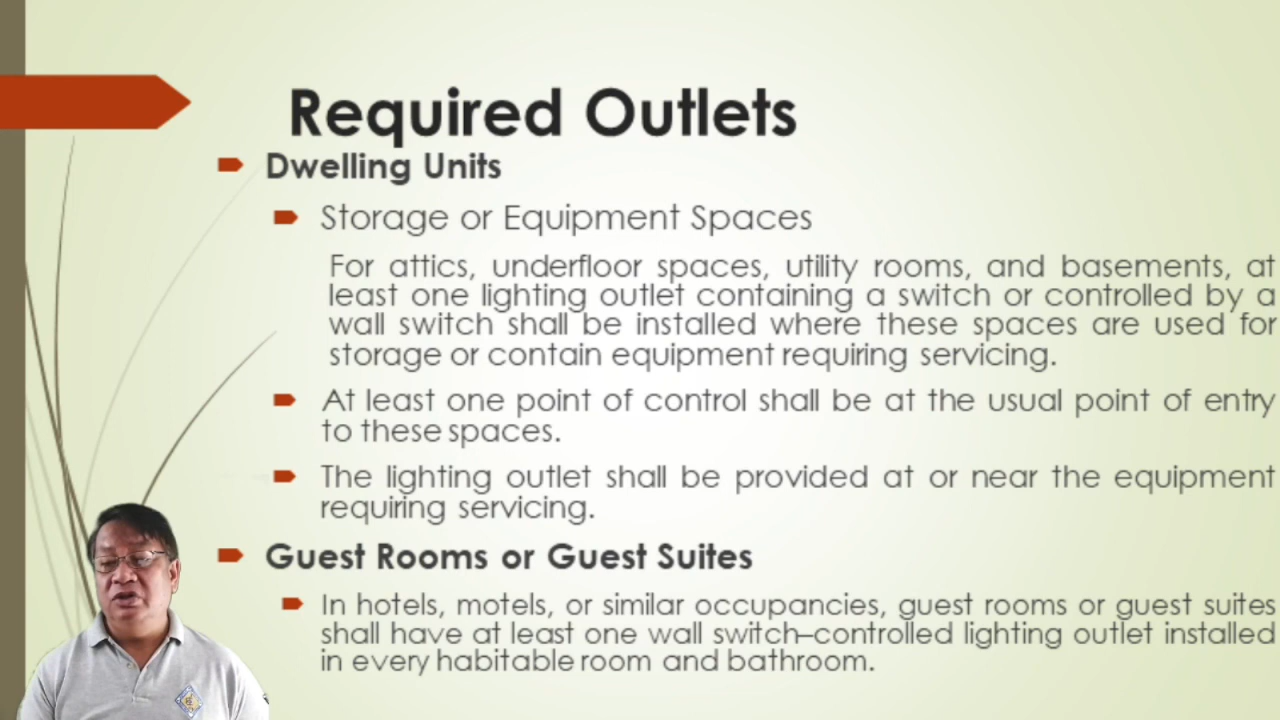 Required Outlets
Dwelling Units
Storage or Equipment Spaces
For attics, underfloor spaces, utility rooms, and basements, at
least one lighting outlet containing a switch or controlled by a
wall switch shall be installed where these spaces are used for
storage or contain equipment requiring servicing.
At least one point of control shall be at the usual point of entry
to these spaces.
The lighting outlet shall be provided at or near the equipment
requiring servicing.
Guest Rooms or Guest Suites
In hotels, motels, or similar occupancies, guest rooms or guest suites
shall have at least one wall switch–controlled lighting outlet installed
in every habitable room and bathroom.